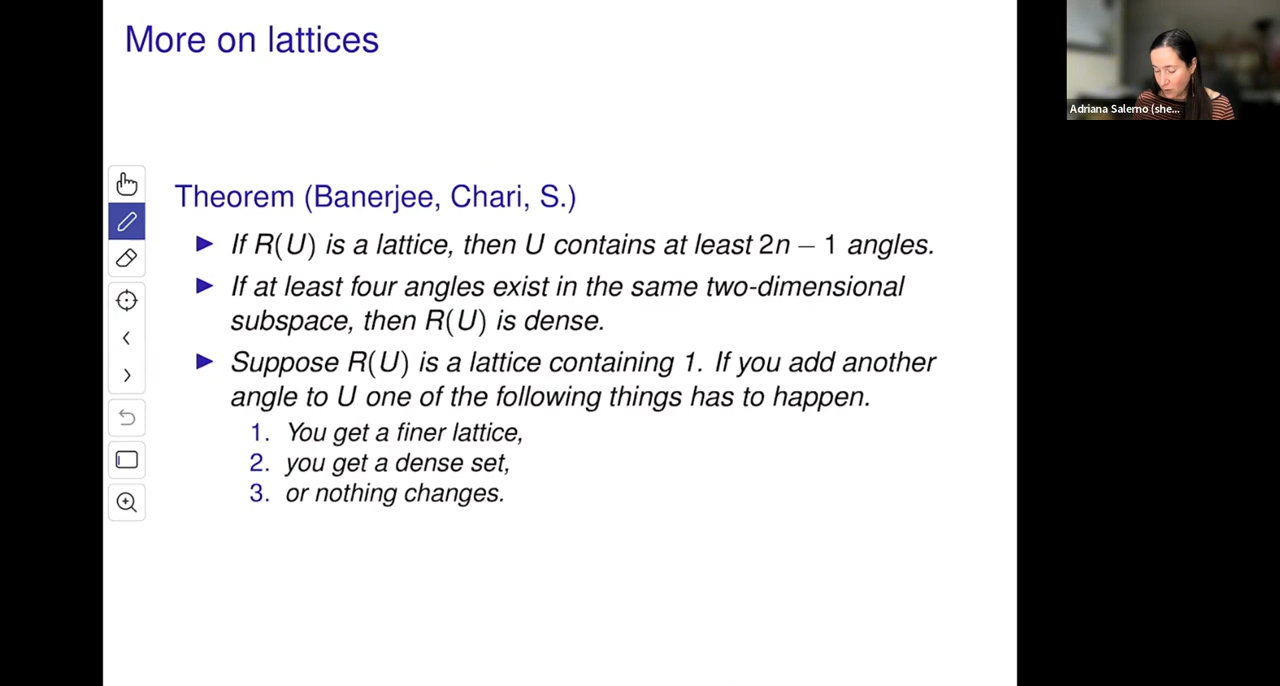 More on lattices
Adriana Salerno (she...
Theorem (Banerjee, Chari, S.)
If R(U) is a lattice, then U contains at least 2n − 1 angles.
If at least four angles exist in the same two-dimensional
subspace, then R(U) is dense.
Suppose R(U) is a lattice containing 1. If you add another
angle to U one of the following things has to happen.
1. You get a finer lattice,
2. you get a dense set,
3. or nothing changes.